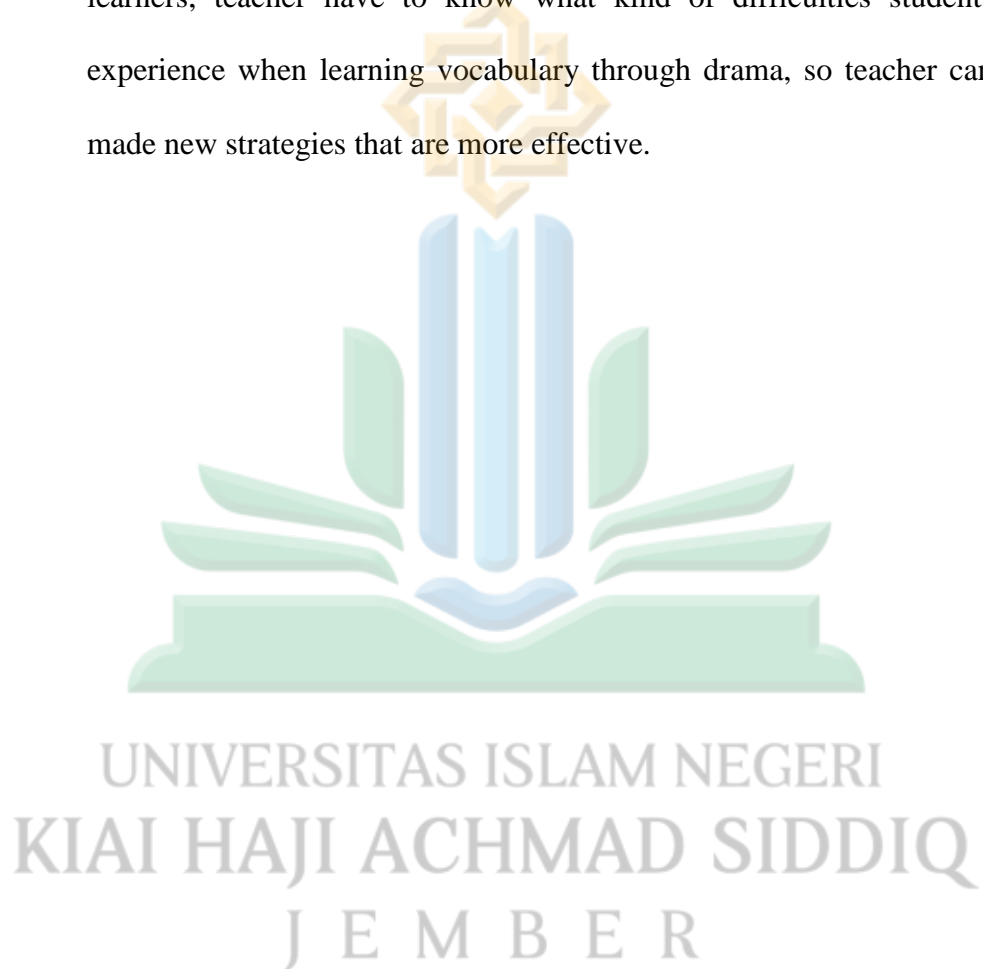 learners, teacher have to know what kind of difficulties student
experience when learning vocabulary through drama, so teacher can
made new strategies that are more effective.
UNIVERSITAS ISLAM NEGERI
KIAI HAJI ACHMAD SIDDIQ
JEMBER